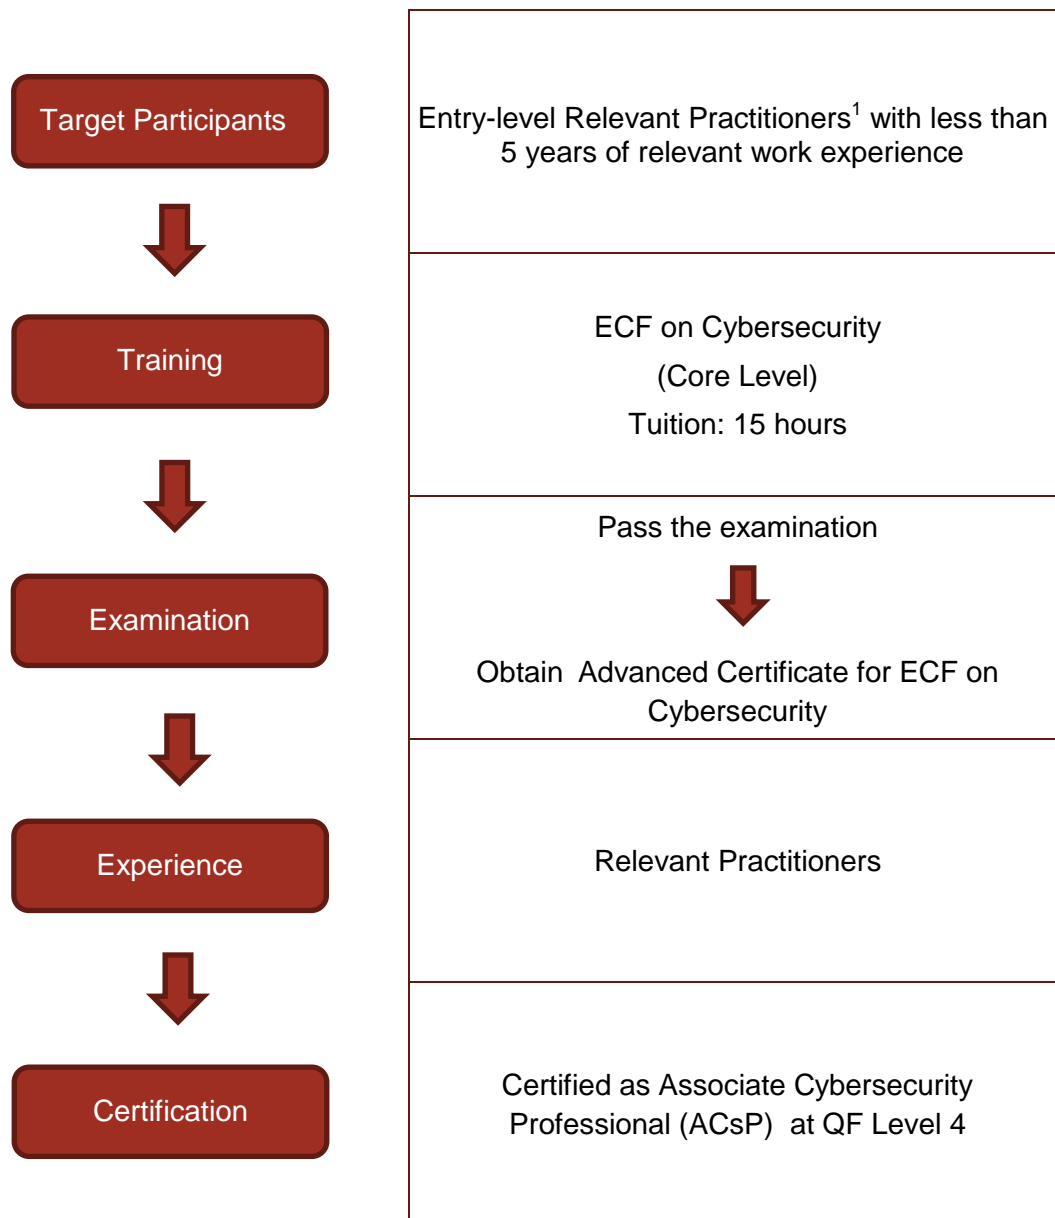 Target Participants
Entry-level Relevant Practitioners¹ with less than
5 years of relevant work experience
Training
ECF on Cybersecurity
(Core Level)
Tuition: 15 hours
Examination
Pass the examination
Obtain  Advanced Certificate for ECF on
Cybersecurity
Experience
Relevant Practitioners
Certification
Certified as Associate Cybersecurity
Professional (ACsP)  at QF Level 4